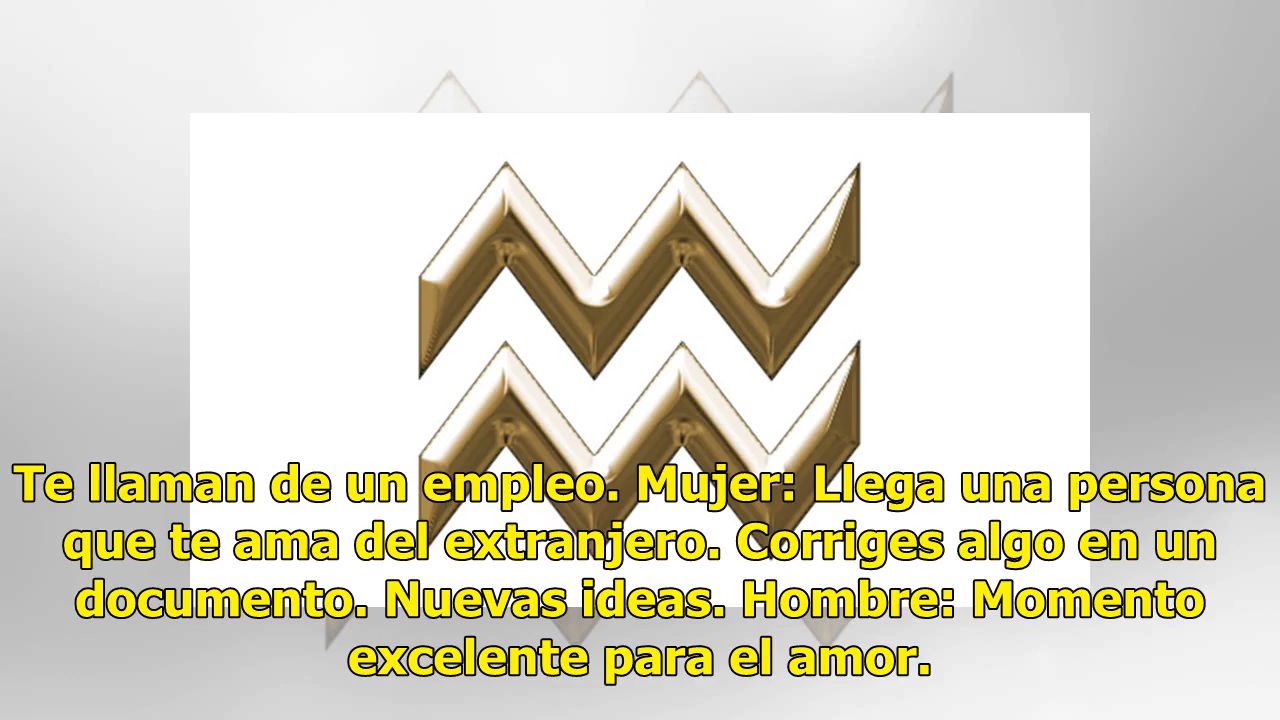 Te llaman de un empleo. Mujer: Llega una persona
que te ama del extranjero. Corriges algo en un
documento. Nuevas ideas. Hombre: Momento
excelente para el amor.